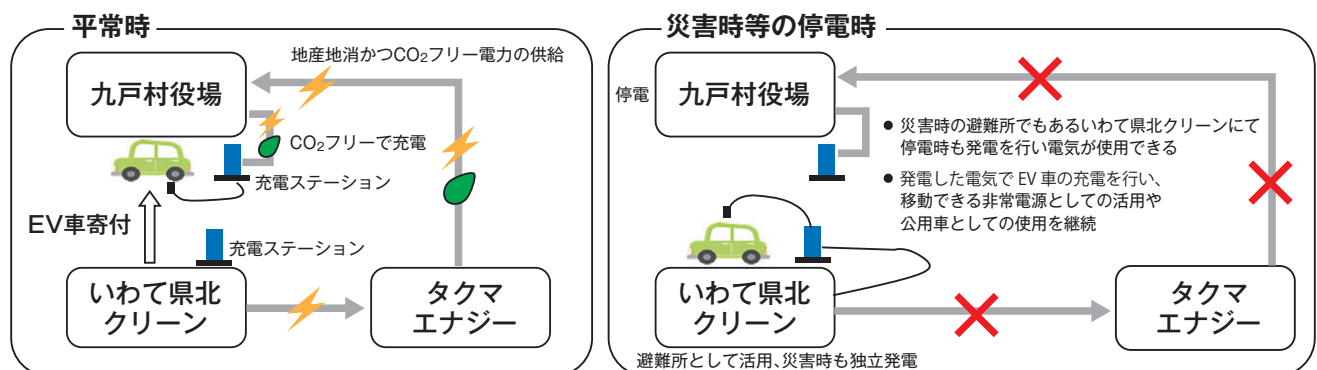 平常時
地産地消かつCO₂フリー電力の供給
九戸村役場
CO₂フリーで充電
充電ステーション
EV車寄付
充電ステーション
いわて県北
クリーン
タクマ
エナジー
災害時等の停電時
停電
九戸村役場
● 災害時の避難所でもあるいわて県北クリーンにて
停電時も発電を行い電気が使用できる
● 発電した電気で EV 車の充電を行い、
移動できる非常電源としての活用や
公用車としての使用を継続
いわて県北
クリーン
タクマ
エナジー
避難所として活用、災害時も独立発電